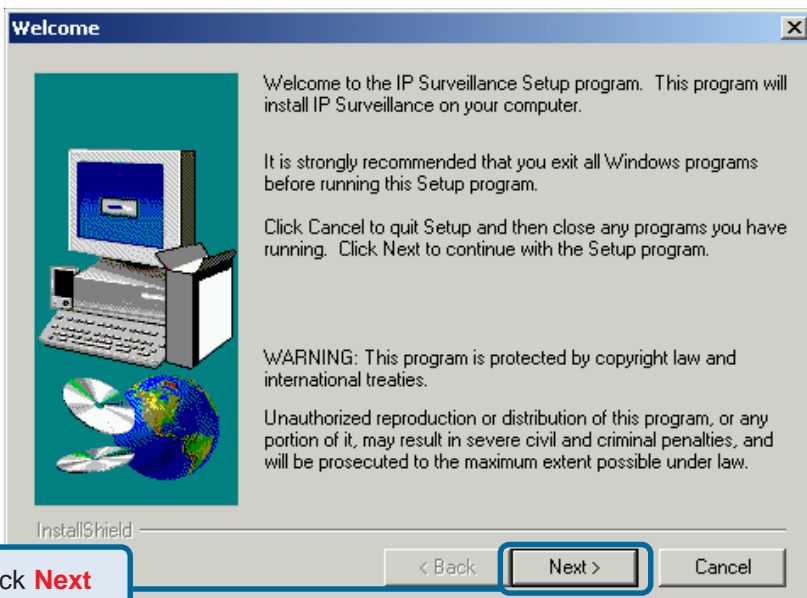 Welcome
Welcome to the IP Surveillance Setup program. This program will
install IP Surveillance on your computer.
It is strongly recommended that you exit all Windows programs
before running this Setup program.
Click Cancel to quit Setup and then close any programs you have
running. Click Next to continue with the Setup program.
WARNING: This program is protected by copyright law and
international treaties.
Unauthorized reproduction or distribution of this program, or any
portion of it, may result in severe civil and criminal penalties, and
will be prosecuted to the maximum extent possible under law.
InstallShield
< Back Next > Cancel
ck Next